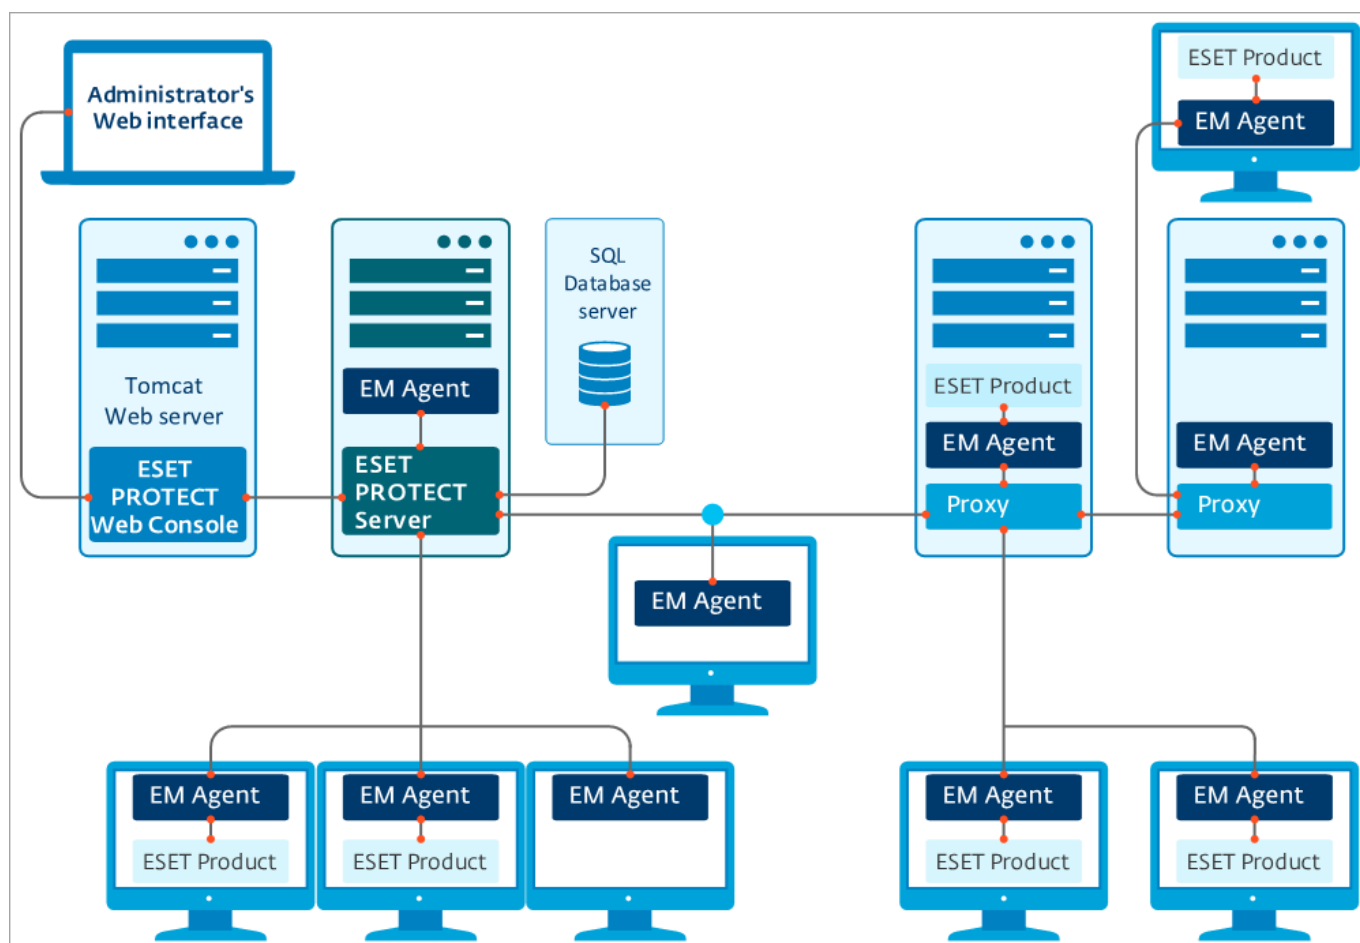 Administrator's
Web interface
ESET Product
EM Agent
Tomcat
Web server
ESET
PROTECT
Web Console
EM Agent
ESET
PROTECT
Server
SQL
Database
server
ESET Product
EM Agent
Proxy
EM Agent
Proxy
EM Agent
EM Agent
ESET Product
EM Agent
ESET Product
EM Agent
EM Agent
ESET Product
EM Agent
ESET Product